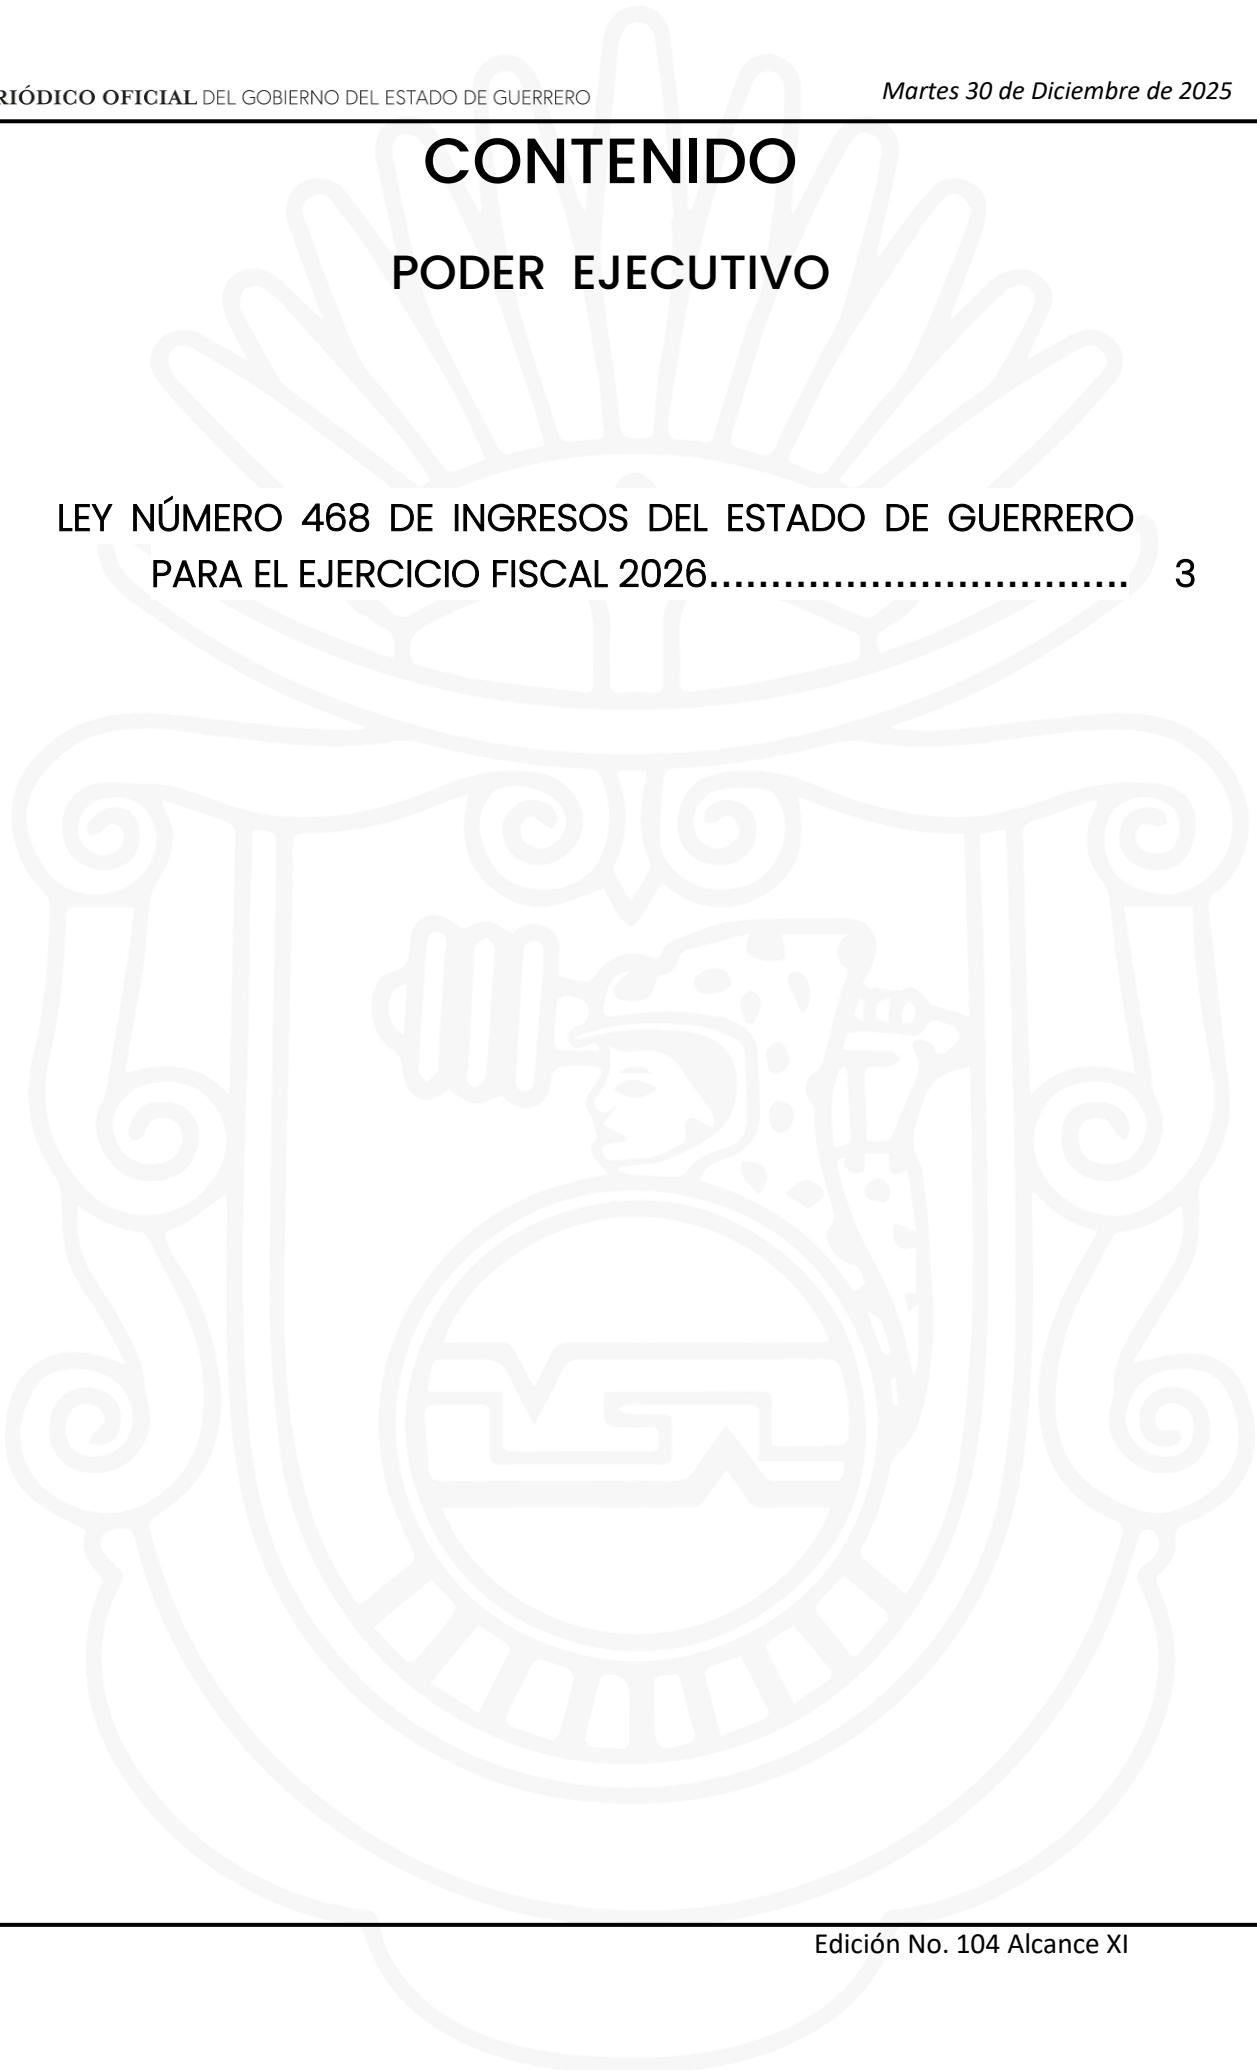 RIÓDICO OFICIAL DEL GOBIERNO DEL ESTADO DE GUERRERO
Martes 30 de Diciembre de 2025
CONTENIDO
PODER EJECUTIVO
LEY NÚMERO 468 DE INGRESOS DEL ESTADO DE GUERRERO
PARA EL EJERCICIO FISCAL 2026.................................. 3
Edición No. 104 Alcance XI